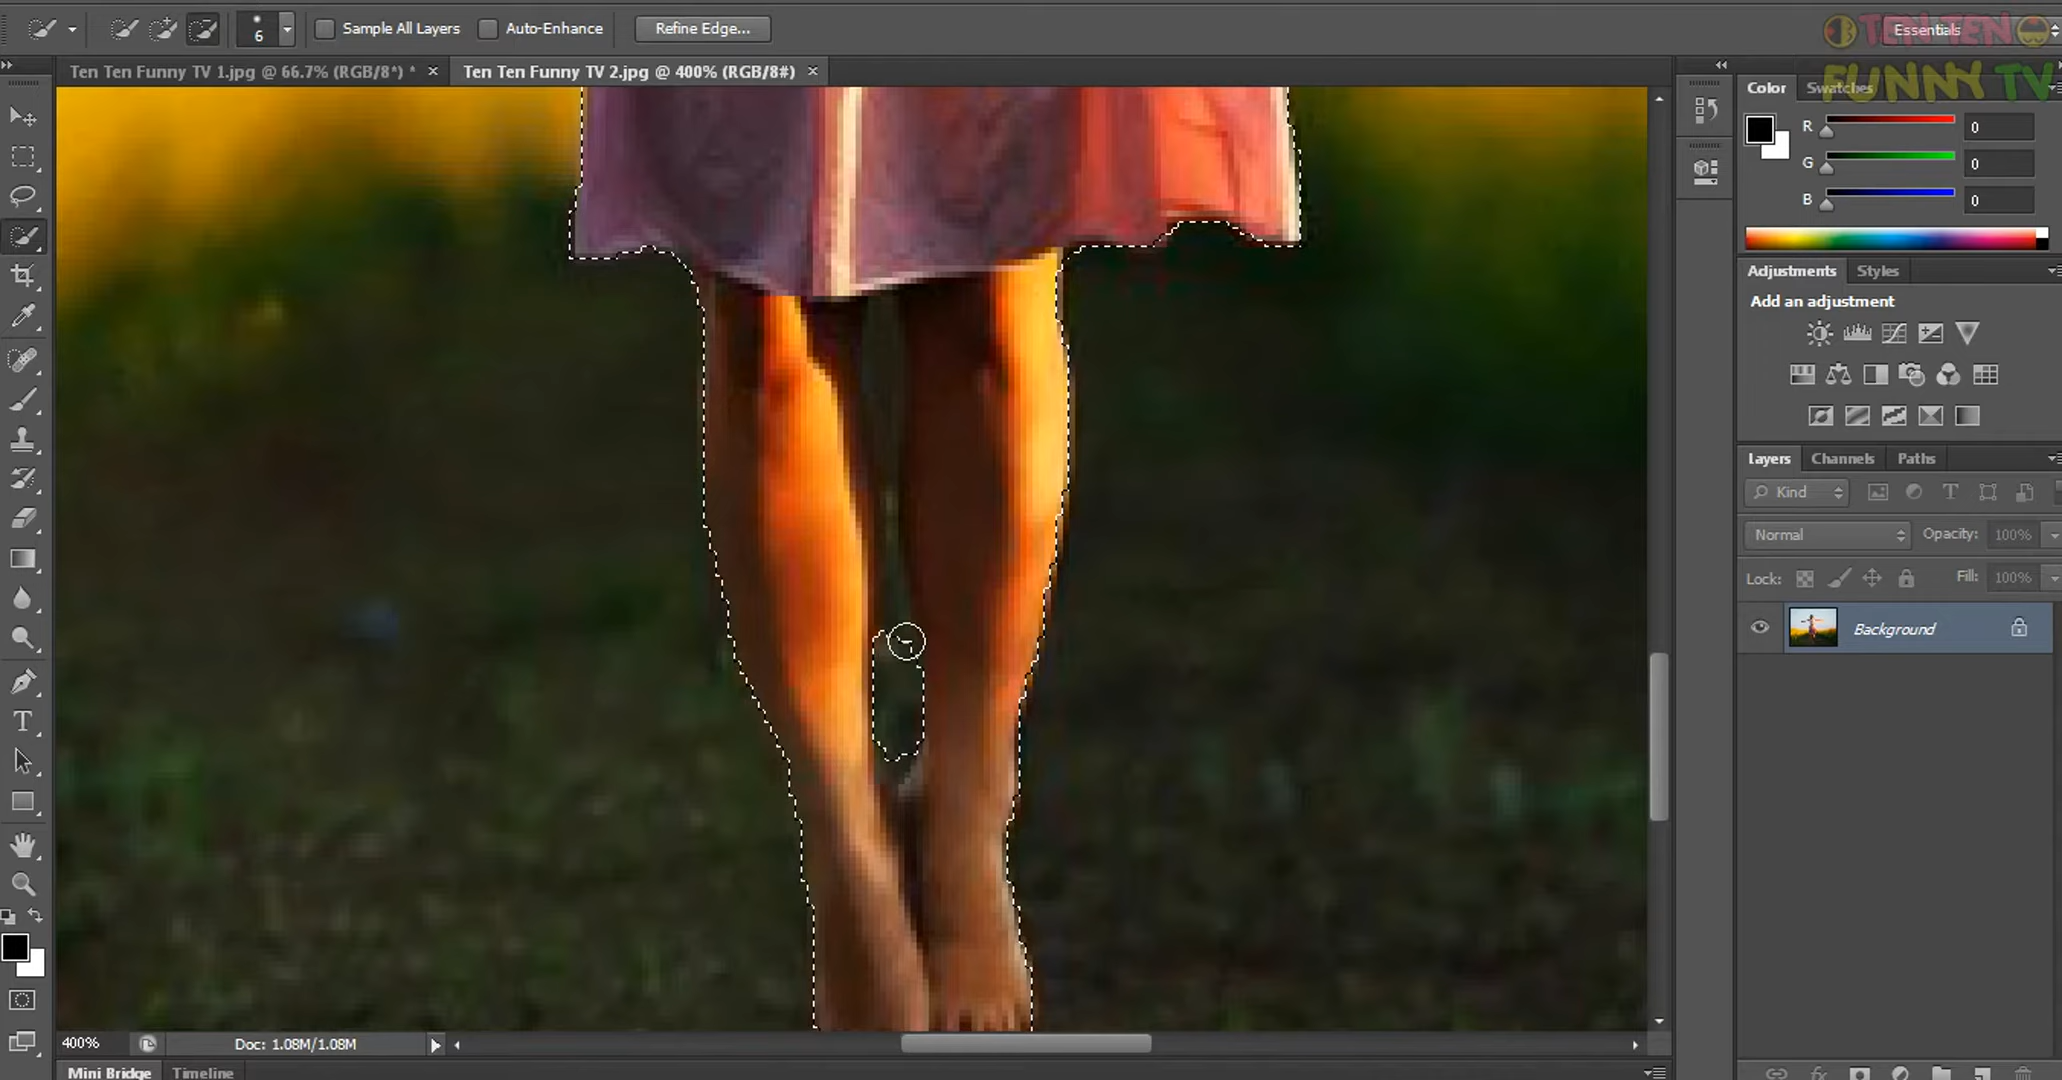 6
Sample All Layers
Auto-Enhance
Refine Edge...
TEN TEN
FUNNY TV
Essentials
Ten Ten Funny TV 1.jpg @ 66.7% (RGB/8*) *
Ten Ten Funny TV 2.jpg @ 400% (RGB/8#)
Color
Swatches
R
0
G
0
B
0
Adjustments
Styles
Add an adjustment
Layers
Channels
Paths
Kind
Normal
Opacity:
100%
Lock:
Fill:
100%
Background
400%
Doc: 1.08M/1.08M
Mini Bridge
Timeline